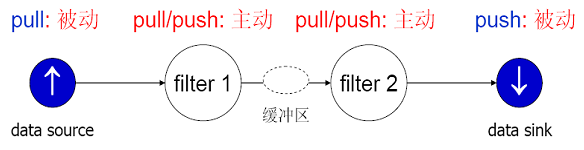 pull: 被动
pull/push: 主动
pull/push: 主动
push: 被动
filter 1
filter 2
缓冲区
data source
data sink